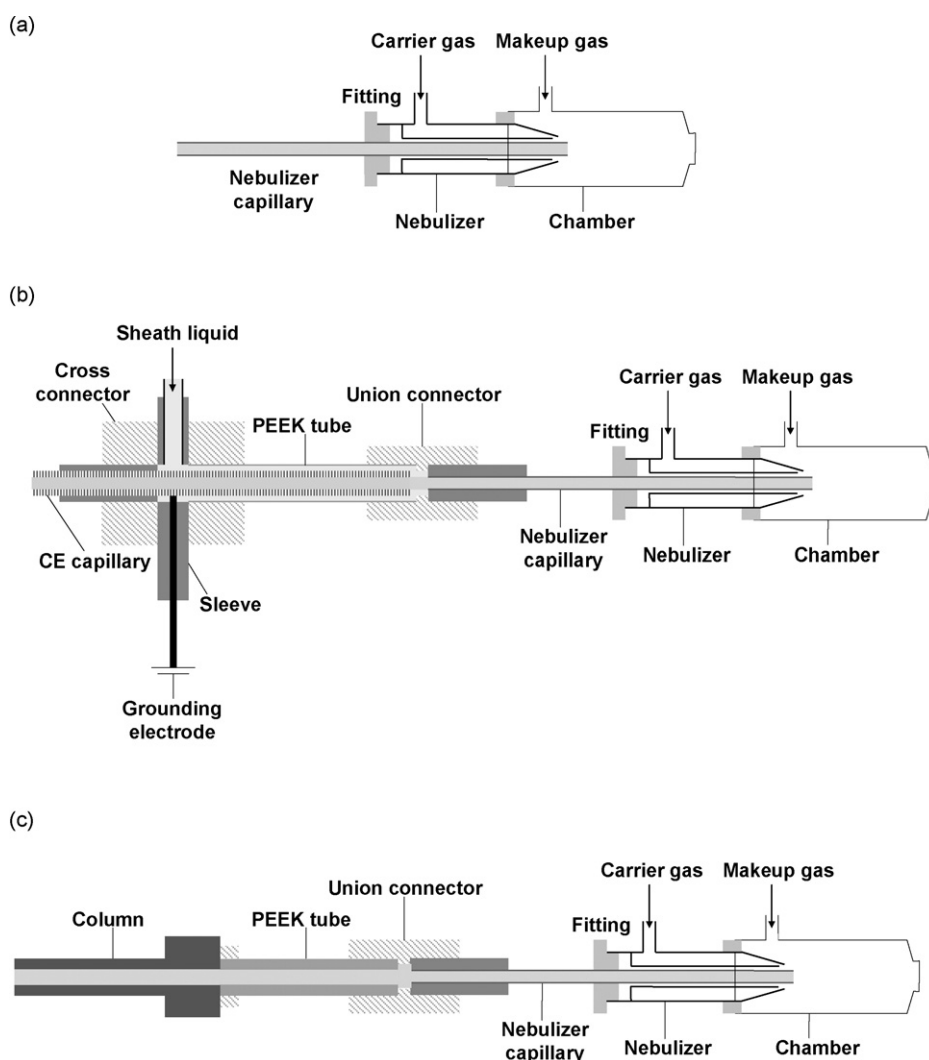 (a)
Carrier gas Makeup gas
Fitting
Nebulizer
capillary
Nebulizer
Chamber
(b)
Sheath liquid
Cross
connector
Union connector
PEEK tube
Carrier gas Makeup gas
Fitting
CE capillary
Sleeve
Nebulizer
capillary
Nebulizer
Chamber
Grounding
electrode
(c)
Column
PEEK tube
Union connector
Carrier gas Makeup gas
Fitting
Nebulizer
capillary
Nebulizer
Chamber